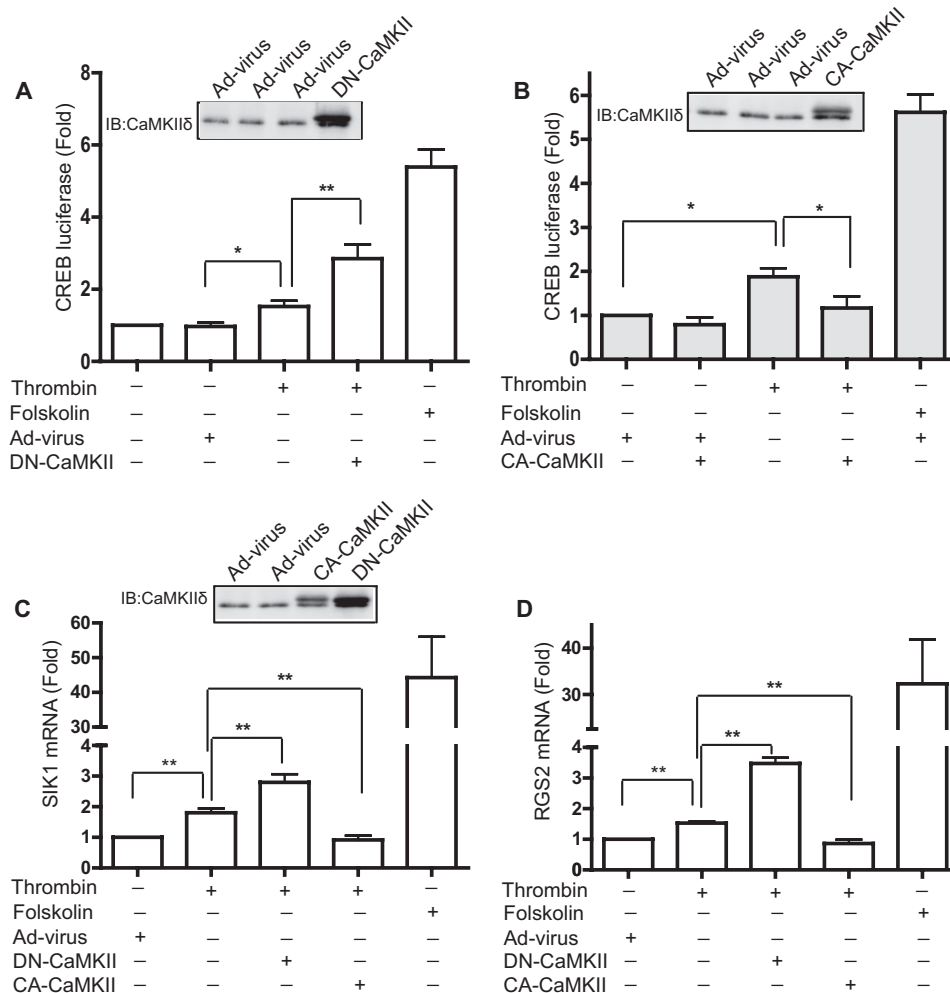 A
Ad-virus
Ad-virus
Ad-virus
DN-CaMKII
IB:CaMKIIδ
CREB luciferase (Fold)
8
6
4
2
0
*
**
Thrombin – – + + –
Folskolin – – – – +
Ad-virus – + – – –
DN-CaMKII – – – + –
B
Ad-virus
Ad-virus
Ad-virus
CA-CaMKII
IB:CaMKIIδ
CREB luciferase (Fold)
6
5
4
3
2
1
0
*
*
Thrombin – – + + –
Folskolin – – – – +
Ad-virus + + – – +
CA-CaMKII – + – + –
C
Ad-virus
Ad-virus
CA-CaMKII
DN-CaMKII
IB:CaMKIIδ
SIK1 mRNA (Fold)
60
50
40
30
4
3
2
1
0
**
**
**
Thrombin – + + + –
Folskolin – – – – +
Ad-virus + – – – –
DN-CaMKII – – + – –
CA-CaMKII – – – + –
D
RGS2 mRNA (Fold)
40
30
4
3
2
1
0
**
**
**
Thrombin – + + + –
Folskolin – – – – +
Ad-virus + – – – –
DN-CaMKII – – + – –
CA-CaMKII – – – + –